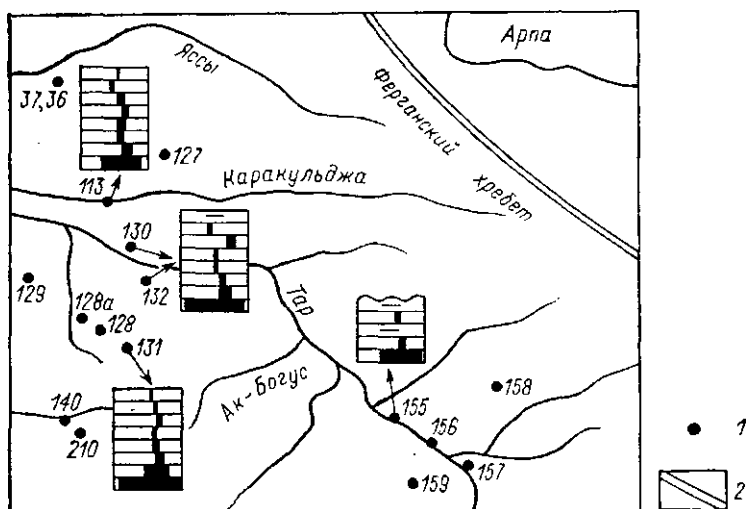 Арпа
Яссы
37,36
Ферганский
хребет
127
113
Каракульджа
130
129
132
128а
128
131
Тар
Ак-Богус
140
210
155
158
156
157
159
1
2